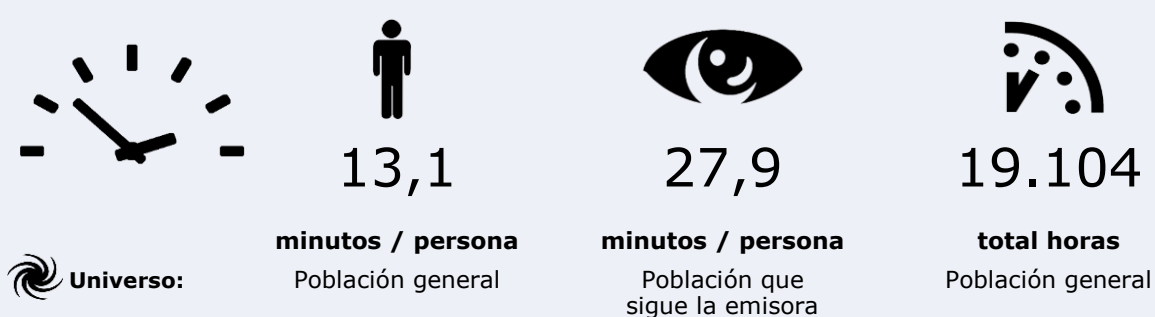 13,1
27,9
19.104
minutos / persona
minutos / persona
total horas
Universo:
Población general
Población que
sigue la emisora
Población general